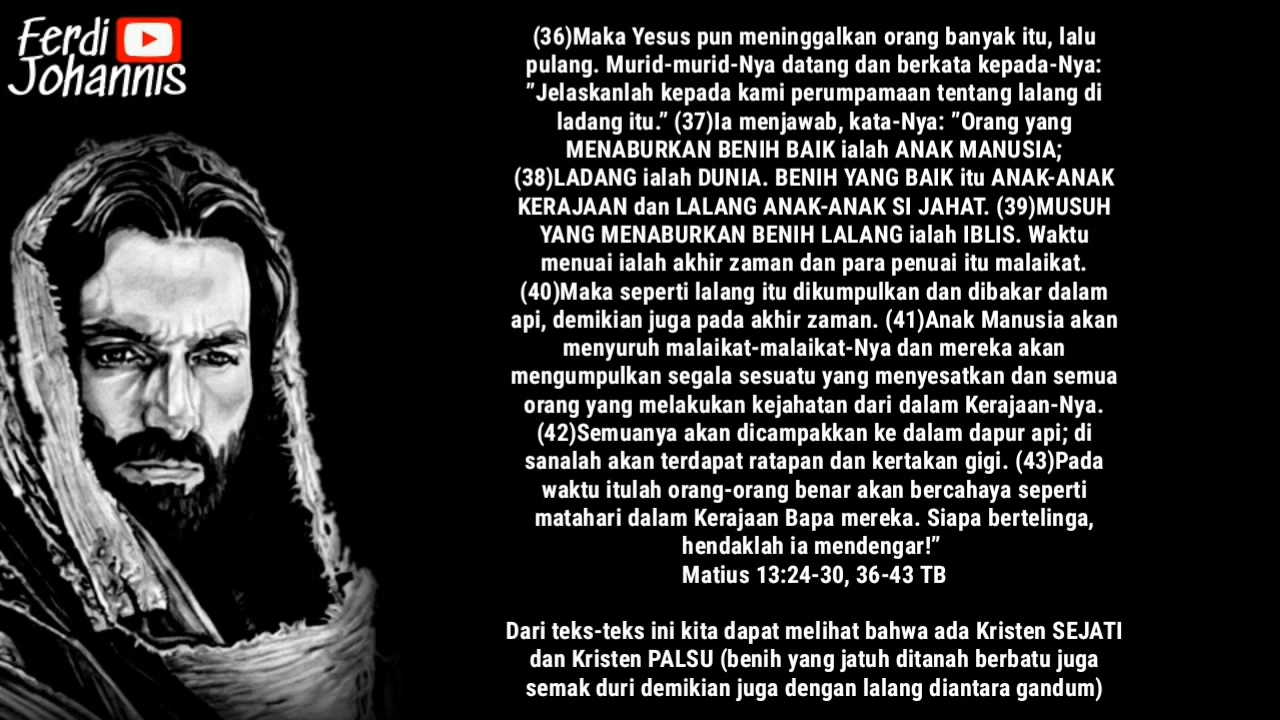 Ferdi
Johannis
(36)Maka Yesus pun meninggalkan orang banyak itu, lalu
pulang. Murid-murid-Nya datang dan berkata kepada-Nya:
”Jelaskanlah kepada kami perumpamaan tentang lalang di
ladang itu.” (37)Ia menjawab, kata-Nya: ”Orang yang
MENABURKAN BENIH BAIK ialah ANAK MANUSIA;
(38)LADANG ialah DUNIA. BENIH YANG BAIK itu ANAK-ANAK
KERAJAAN dan LALANG ANAK-ANAK SI JAHAT. (39)MUSUH
YANG MENABURKAN BENIH LALANG ialah IBLIS. Waktu
menuai ialah akhir zaman dan para penuai itu malaikat.
(40)Maka seperti lalang itu dikumpulkan dan dibakar dalam
api, demikian juga pada akhir zaman. (41)Anak Manusia akan
menyuruh malaikat-malaikat-Nya dan mereka akan
mengumpulkan segala sesuatu yang menyesatkan dan semua
orang yang melakukan kejahatan dari dalam Kerajaan-Nya.
(42)Semuanya akan dicampakkan ke dalam dapur api; di
sanalah akan terdapat ratapan dan kertakan gigi. (43)Pada
waktu itulah orang-orang benar akan bercahaya seperti
matahari dalam Kerajaan Bapa mereka. Siapa bertelinga,
hendaklah ia mendengar!”
Matius 13:24-30, 36-43 TB
Dari teks-teks ini kita dapat melihat bahwa ada Kristen SEJATI
dan Kristen PALSU (benih yang jatuh ditanah berbatu juga
semak duri demikian juga dengan lalang diantara gandum)